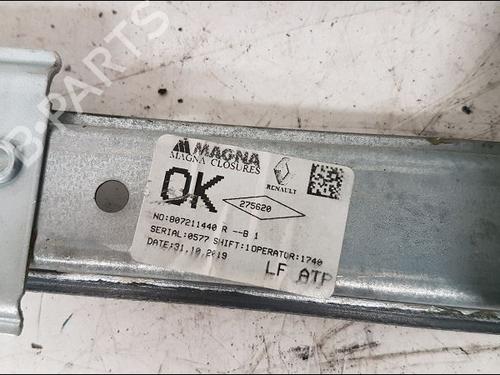 MAGNA
MAGNA CLOSURES
RENAULT
OK
275620
NO:807211440 R --B 1
SERIAL:0577 SHIFT:1OPERATOR:1740
DATE:31.10.2019
LF ATP
B-PARTS